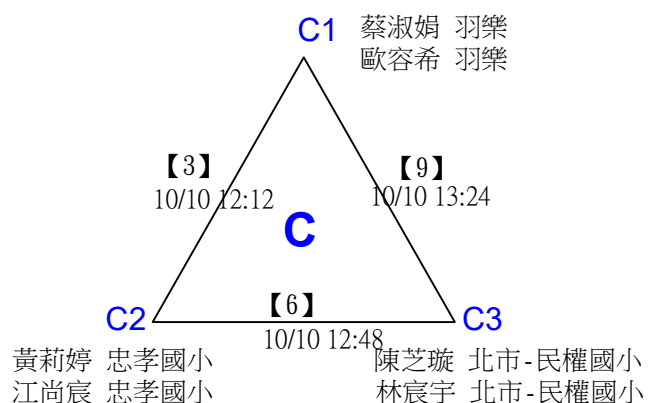 C1 蔡淑娟 羽樂
歐容希 羽樂
【3】 【9】
10/10 12:12 10/10 13:24
C
C2 【6】 C3
10/10 12:48
黃莉婷 忠孝國小 陳芝璇 北市-民權國小
江尚宸 忠孝國小 林宸宇 北市-民權國小